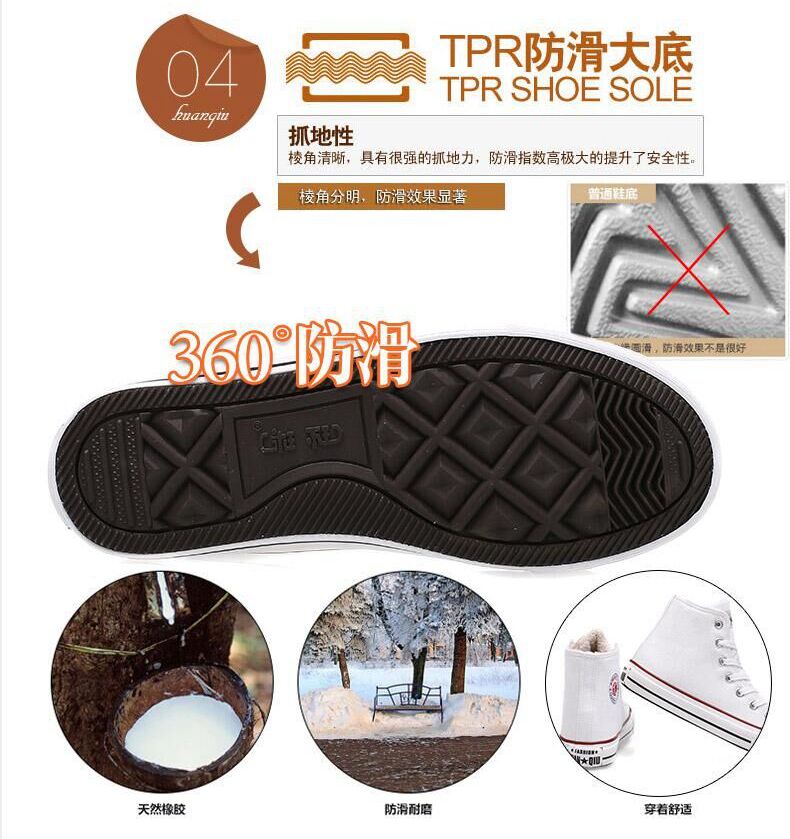 04
huanqiu
TPR防滑大底
TPR SHOE SOLE
抓地性
棱角清晰，具有很强的抓地力，防滑指数高极大的提升了安全性。
棱角分明，防滑效果显著
普通鞋底
圆滑，防滑效果不是很好
360°防滑
天然橡胶
防滑耐磨
穿着舒适